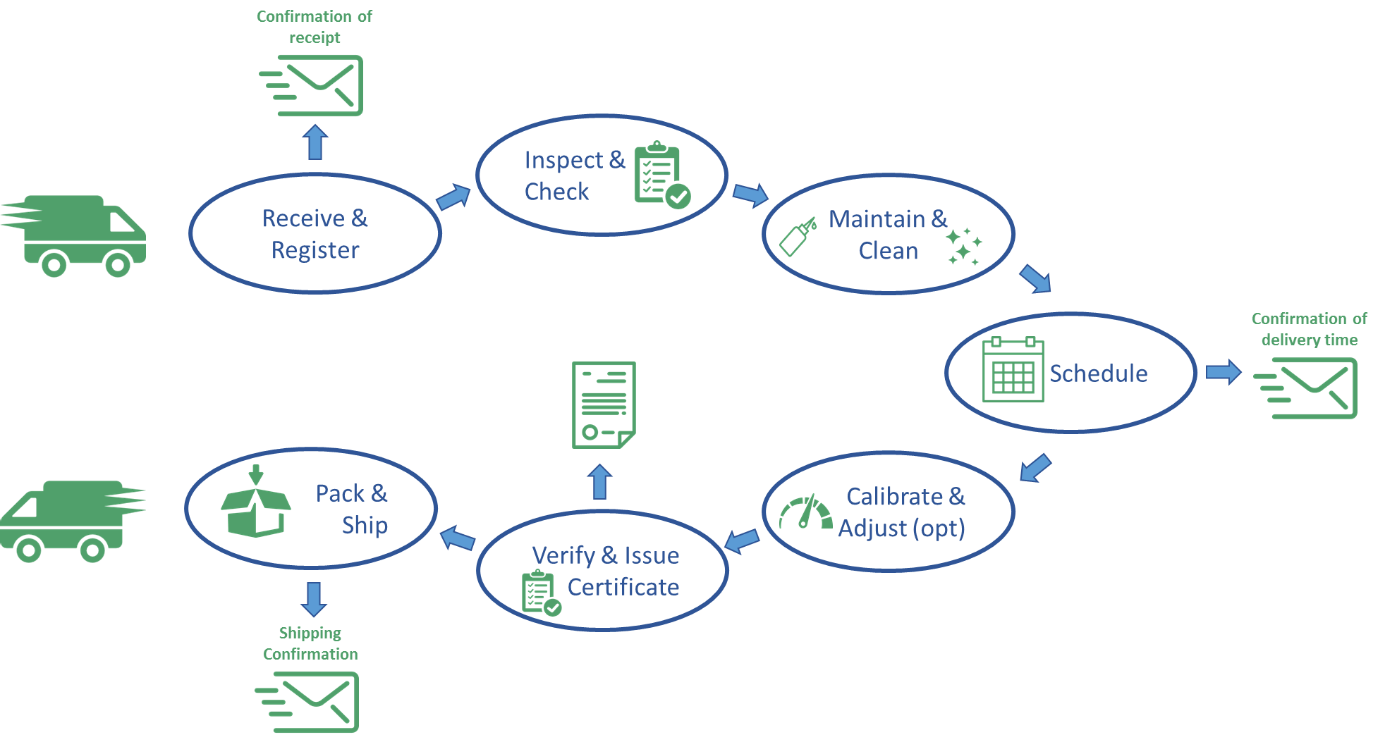 Confirmation of
receipt
Receive &
Register
Inspect &
Check
Maintain &
Clean
Schedule
Confirmation of
delivery time
Calibrate &
Adjust (opt)
Verify & Issue
Certificate
Pack &
Ship
Shipping
Confirmation